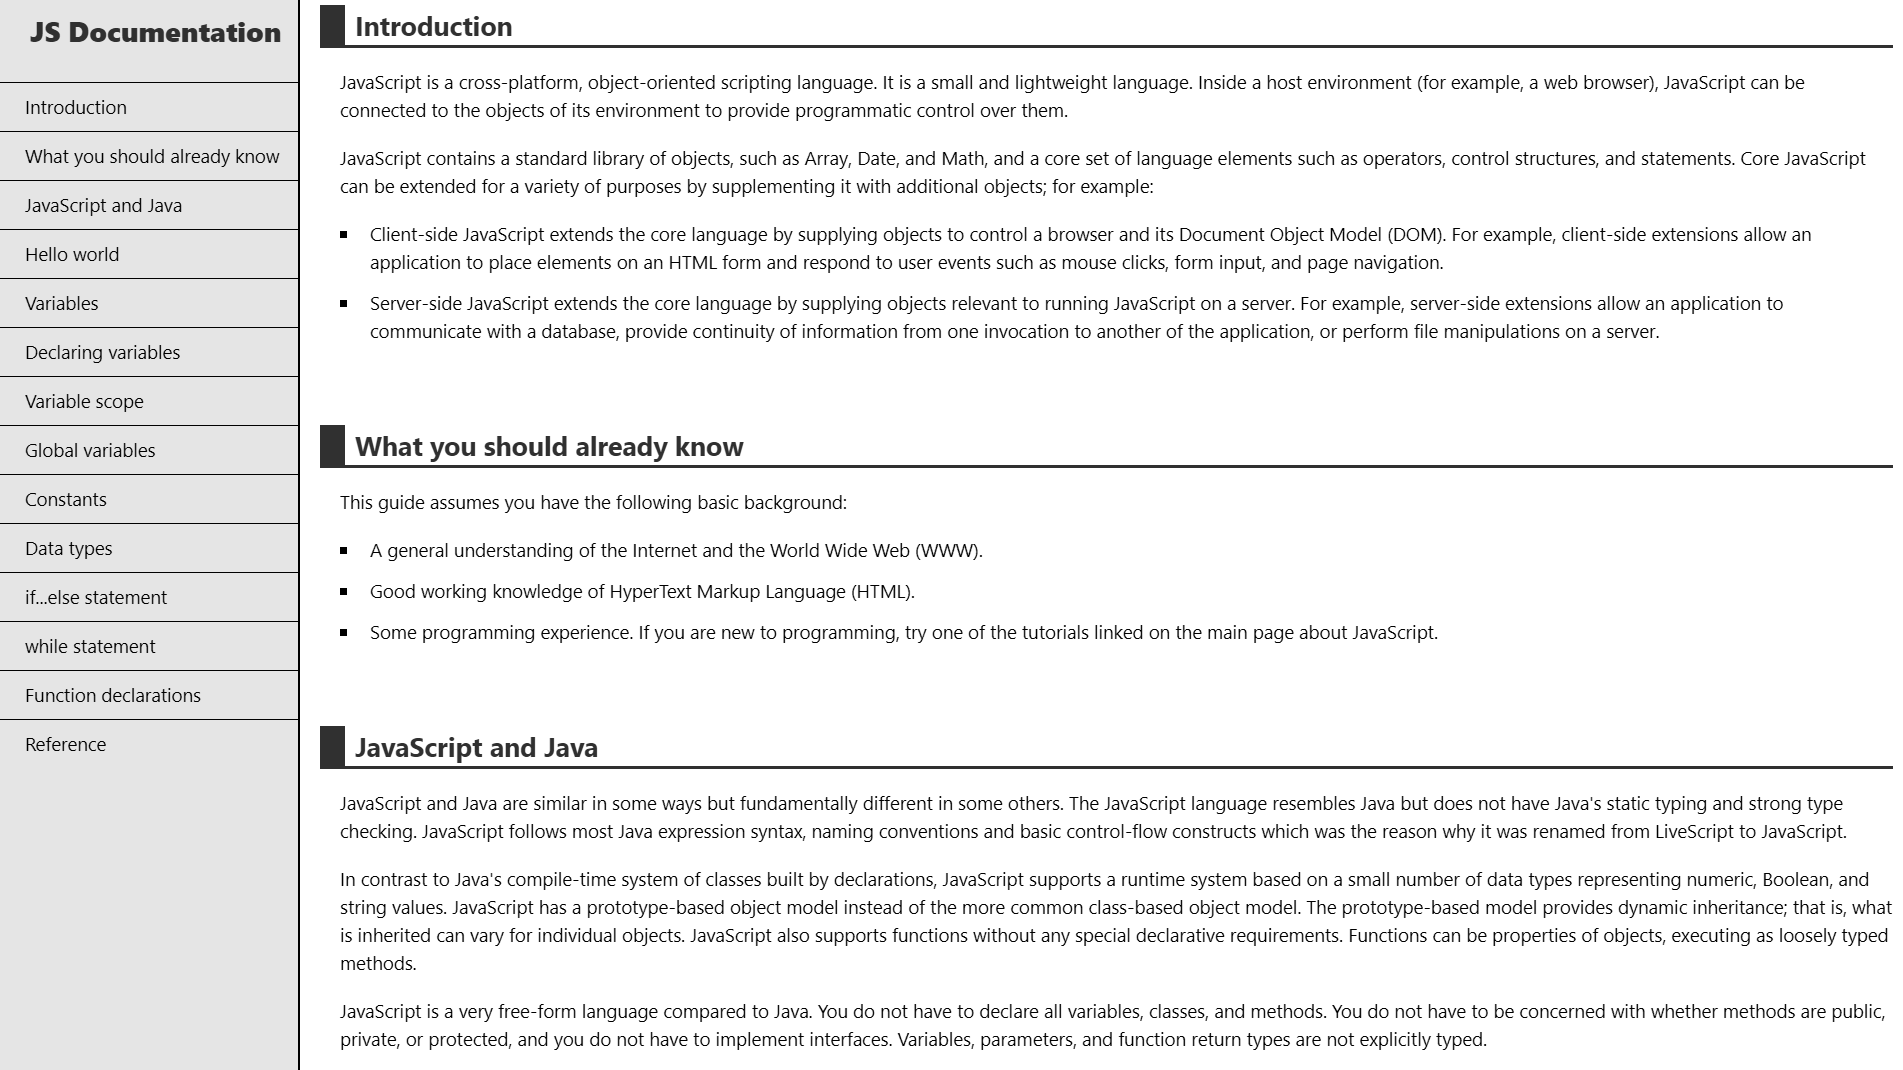 JS Documentation
Introduction
What you should already know
JavaScript and Java
Hello world
Variables
Declaring variables
Variable scope
Global variables
Constants
Data types
if...else statement
while statement
Function declarations
Reference
Introduction
JavaScript is a cross-platform, object-oriented scripting language. It is a small and lightweight language. Inside a host environment (for example, a web browser), JavaScript can be
connected to the objects of its environment to provide programmatic control over them.
JavaScript contains a standard library of objects, such as Array, Date, and Math, and a core set of language elements such as operators, control structures, and statements. Core JavaScript
can be extended for a variety of purposes by supplementing it with additional objects; for example:
Client-side JavaScript extends the core language by supplying objects to control a browser and its Document Object Model (DOM). For example, client-side extensions allow an
application to place elements on an HTML form and respond to user events such as mouse clicks, form input, and page navigation.
Server-side JavaScript extends the core language by supplying objects relevant to running JavaScript on a server. For example, server-side extensions allow an application to
communicate with a database, provide continuity of information from one invocation to another of the application, or perform file manipulations on a server.
What you should already know
This guide assumes you have the following basic background:
A general understanding of the Internet and the World Wide Web (WWW).
Good working knowledge of HyperText Markup Language (HTML).
Some programming experience. If you are new to programming, try one of the tutorials linked on the main page about JavaScript.
JavaScript and Java
JavaScript and Java are similar in some ways but fundamentally different in some others. The JavaScript language resembles Java but does not have Java's static typing and strong type
checking. JavaScript follows most Java expression syntax, naming conventions and basic control-flow constructs which was the reason why it was renamed from LiveScript to JavaScript.
In contrast to Java's compile-time system of classes built by declarations, JavaScript supports a runtime system based on a small number of data types representing numeric, Boolean, and
string values. JavaScript has a prototype-based object model instead of the more common class-based object model. The prototype-based model provides dynamic inheritance; that is, what
is inherited can vary for individual objects. JavaScript also supports functions without any special declarative requirements. Functions can be properties of objects, executing as loosely typed
methods.
JavaScript is a very free-form language compared to Java. You do not have to declare all variables, classes, and methods. You do not have to be concerned with whether methods are public,
private, or protected, and you do not have to implement interfaces. Variables, parameters, and function return types are not explicitly typed.